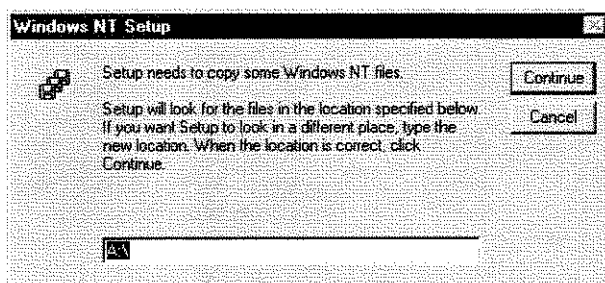 Windows NT Setup
Setup needs to copy some Windows NT files.
Continue
Setup will look for the files in the location specified below.
If you want Setup to look in a different place, type the
new location. When the location is correct, click
Continue.
Cancel
A:\